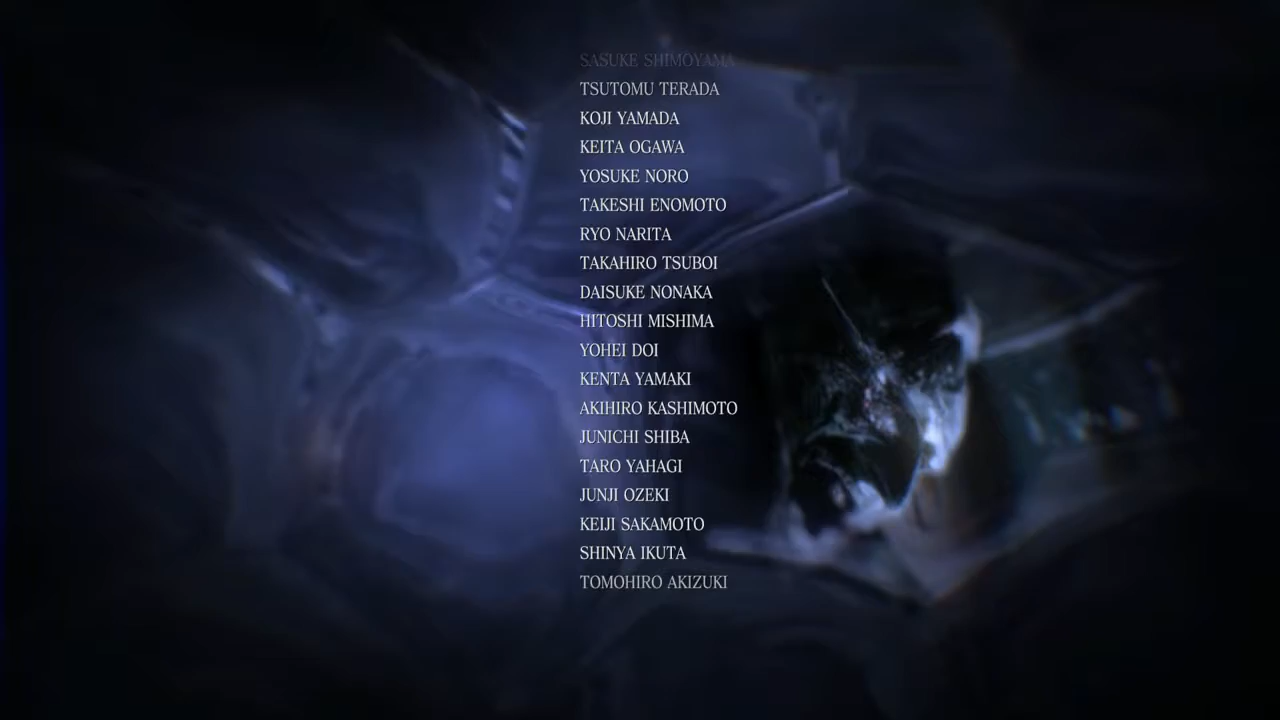 SASUKE SHIMOYAMA
TSUTOMU TERADA
KOJI YAMADA
KEITA OGAWA
YOSUKE NORO
TAKESHI ENOMOTO
RYO NARITA
TAKAHIRO TSUBOI
DAISUKE NONAKA
HITOSHI MISHIMA
YOHEI DOI
KENTA YAMAKI
AKIHIRO KASHIMOTO
JUNICHI SHIBA
TARO YAHAGI
JUNJI OZEKI
KEIJI SAKAMOTO
SHINYA IKUTA
TOMOHIRO AKIZUKI